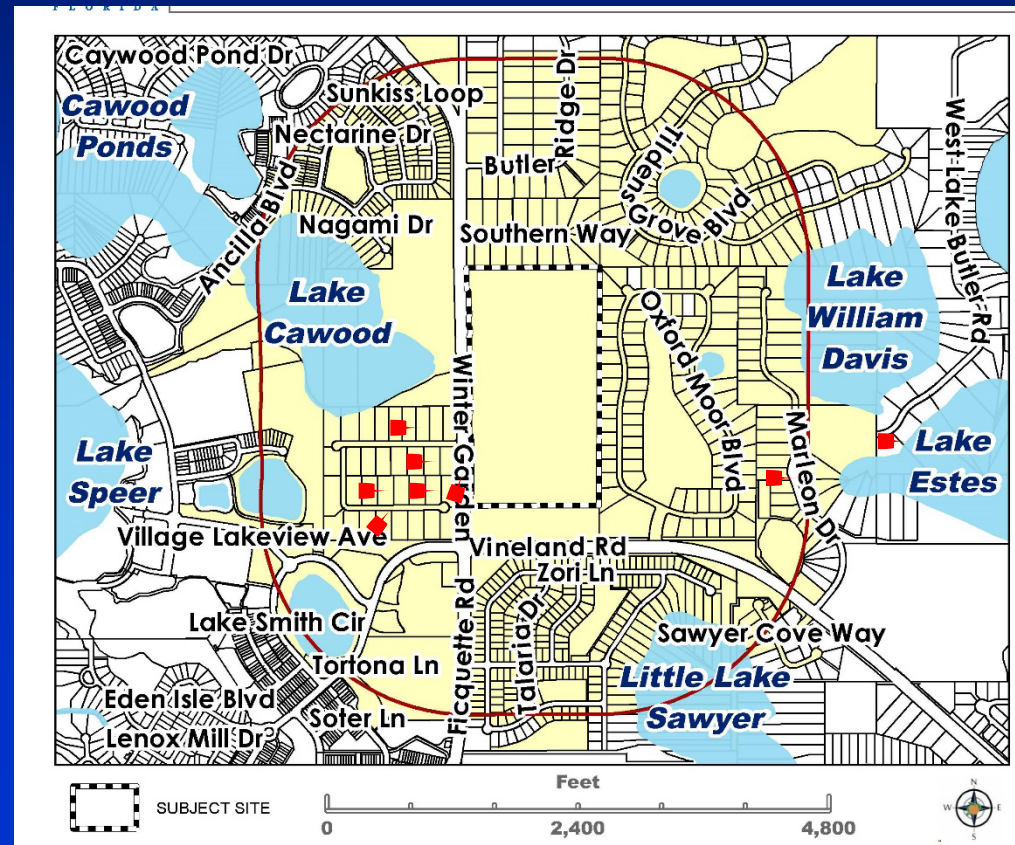 FLORIDA
Caywood Pond Dr
Cawood
Ponds
Sunkiss Loop
Nectarine Dr
Butler
Ridge Dr
Tildens
Grove Blvd
West Lake Butler Rd
Ancilla Blvd
Nagami Dr
Southern Way
Lake
Cawood
Lake
William
Davis
Oxford Moor Blvd
Winter Garden
Marleon Dr
Lake
Speer
Lake
Estes
Village Lakeview Ave
Vineland Rd
Zori Ln
Lake Smith Cir
Ficquette Rd
Talaria Dr
Sawyer Cove Way
Tortona Ln
Little Lake
Sawyer
Eden Isle Blvd
Soter Ln
Lenox Mill Dr
SUBJECT SITE
Feet
0 2,400 4,800
N
W E
S